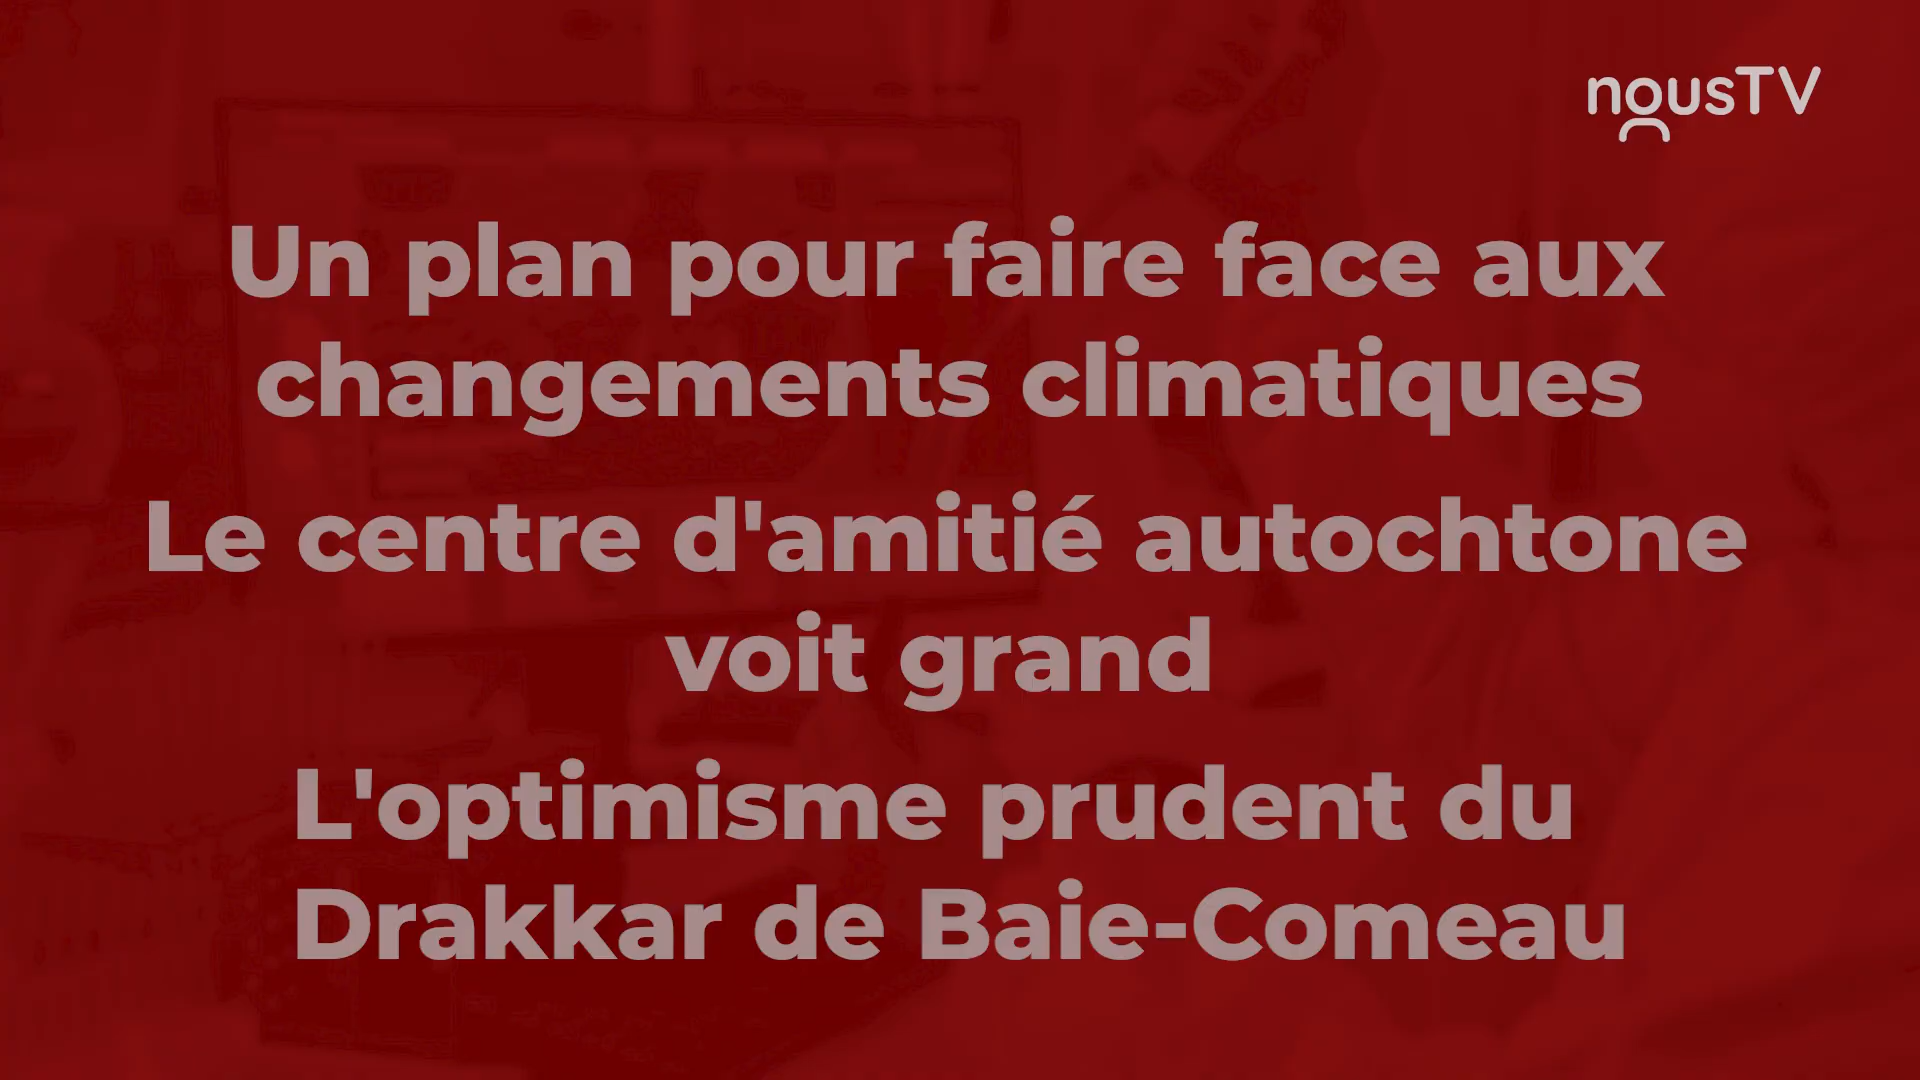 nousTV
Un plan pour faire face aux
changements climatiques
Le centre d'amitié autochtone
voit grand
L'optimisme prudent du
Drakkar de Baie-Comeau